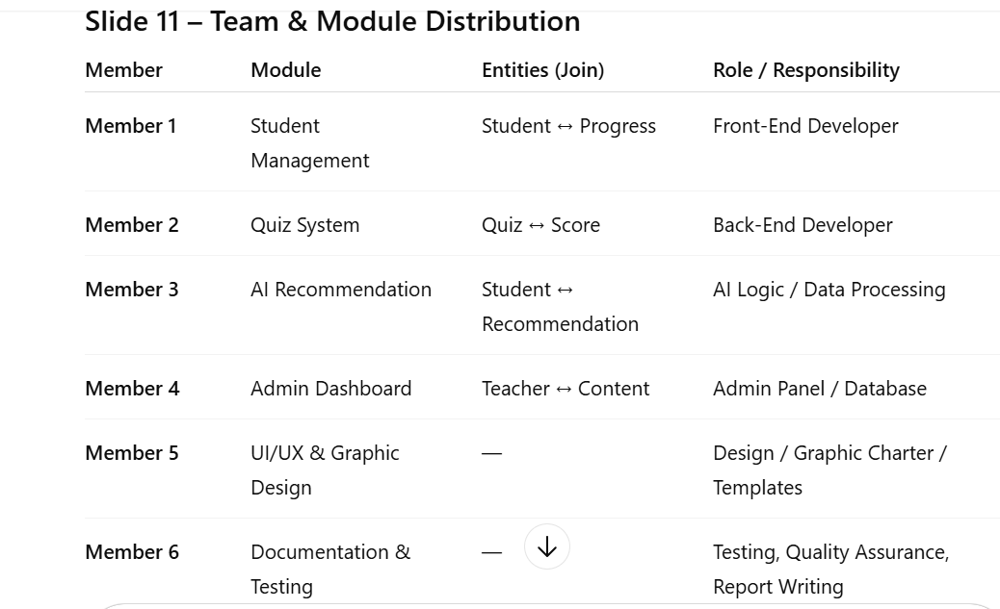 Slide 11 – Team & Module Distribution
Member Module Entities (Join) Role / Responsibility
Member 1 Student Management Student ↔ Progress Front-End Developer
Member 2 Quiz System Quiz ↔ Score Back-End Developer
Member 3 AI Recommendation Student ↔ Recommendation AI Logic / Data Processing
Member 4 Admin Dashboard Teacher ↔ Content Admin Panel / Database
Member 5 UI/UX & Graphic Design — Design / Graphic Charter / Templates
Member 6 Documentation & Testing — Testing, Quality Assurance, Report Writing